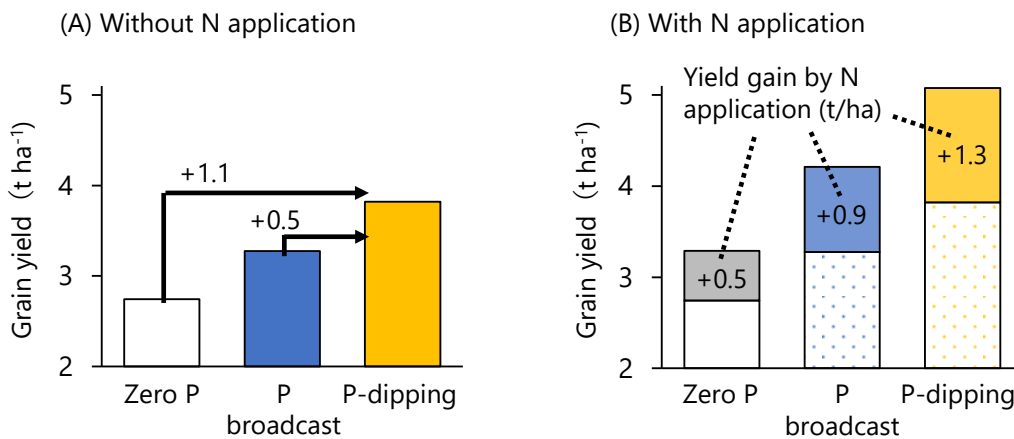 (A) Without N application
Grain yield（t ha⁻¹）
5
4
3
2
+1.1
+0.5
Zero P
P
broadcast
P-dipping
(B) With N application
Grain yield（t ha⁻¹）
5
4
3
2
Yield gain by N
application (t/ha)
+0.5
+0.9
+1.3
Zero P
P
broadcast
P-dipping